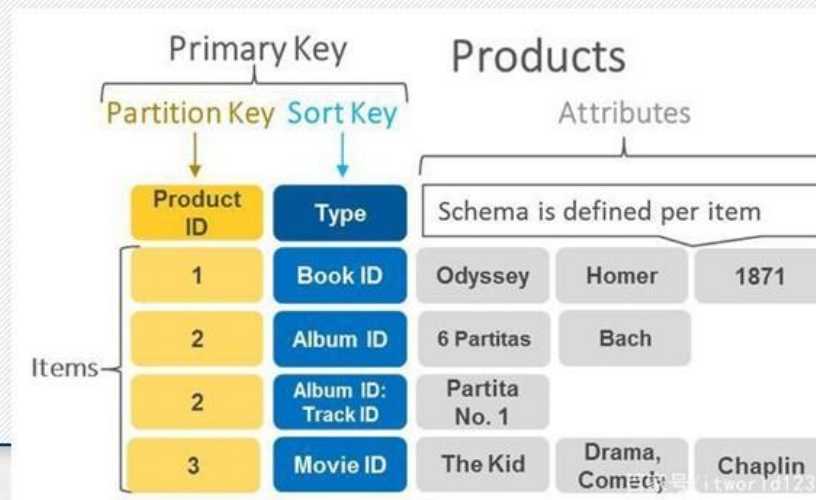 Primary Key
Products
Partition Key
Sort Key
Attributes
Product
ID
Type
Schema is defined per item
Items
1
Book ID
Odyssey
Homer
1871
2
Album ID
6 Partitas
Bach
2
Album ID:
Track ID
Partita
No. 1
3
Movie ID
The Kid
Drama,
Comedy
Chaplin
/itworld123